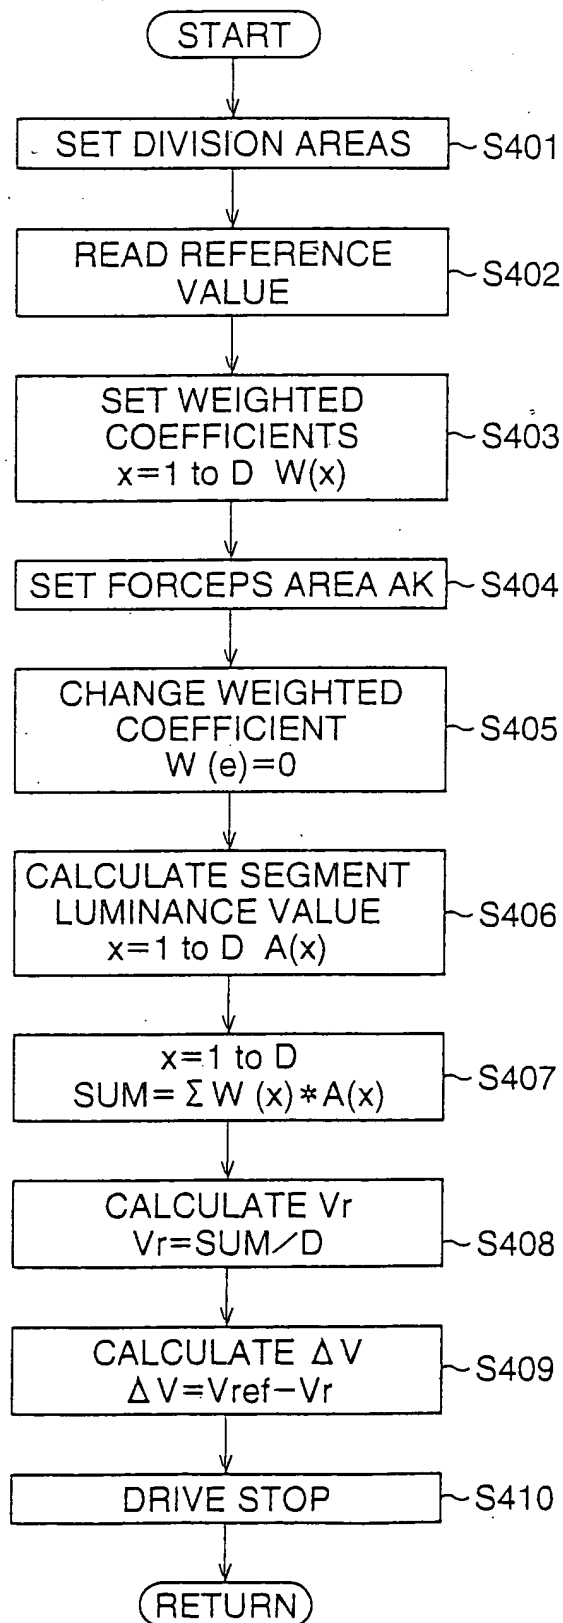 START
SET DIVISION AREAS
S401
READ REFERENCE
VALUE
S402
SET WEIGHTED
COEFFICIENTS
x=1 to D W(x)
S403
SET FORCEPS AREA AK
S404
CHANGE WEIGHTED
COEFFICIENT
W (e)=0
S405
CALCULATE SEGMENT
LUMINANCE VALUE
x=1 to D A(x)
S406
x=1 to D
SUM=ΣW (x)*A(x)
S407
CALCULATE Vr
Vr=SUM/D
S408
CALCULATE ΔV
ΔV=Vref-Vr
S409
DRIVE STOP
S410
RETURN